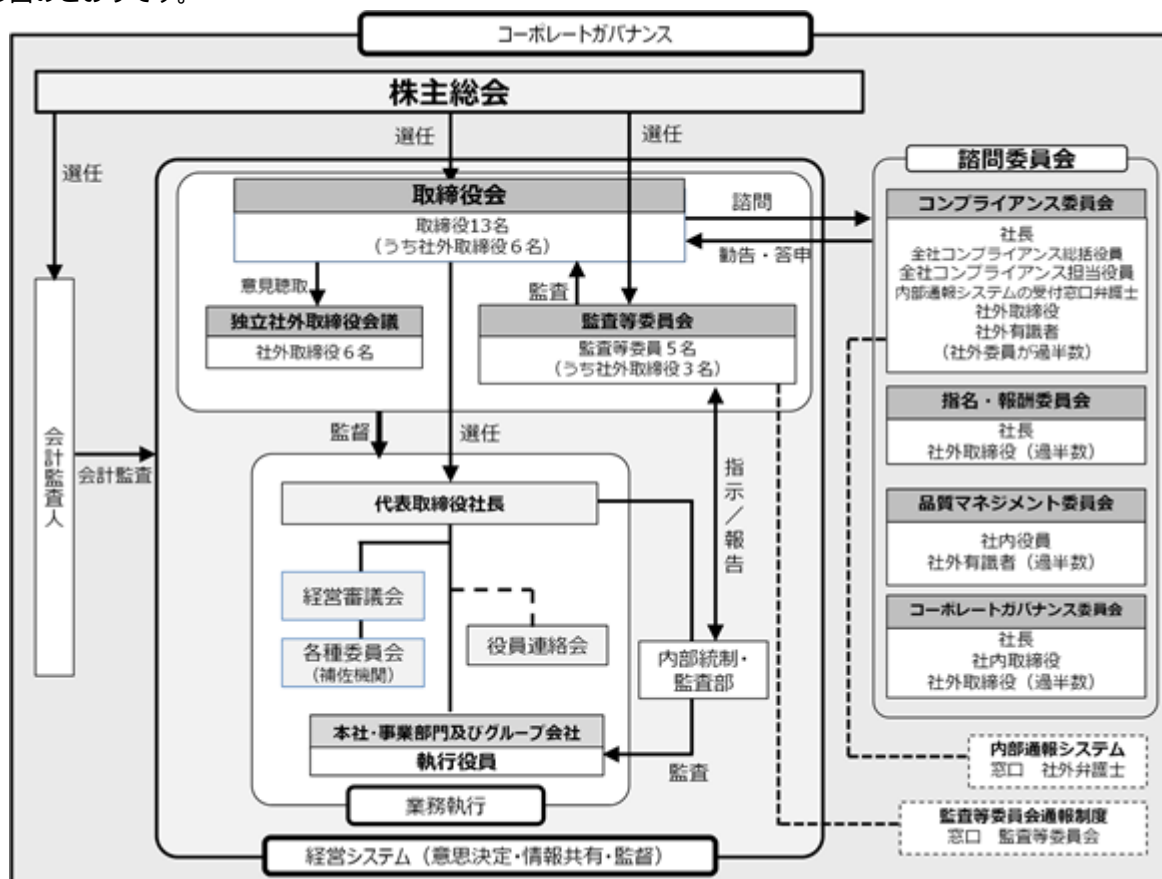 のとおりです。
コーポレートガバナンス
株主総会
選任
選任
選任
取締役会
取締役13名
(うち社外取締役6名)
諮問
勧告・答申
意見聴取
監査
独立社外取締役会議
社外取締役6名
監査等委員会
監査等委員5名
(うち社外取締役3名)
会計監査人
会計監査
監督
選任
指示/報告
代表取締役社長
経営審議会
各種委員会
(補佐機関)
役員連絡会
内部統制・
監査部
本社・事業部門及びグループ会社
執行役員
監査
業務執行
経営システム(意思決定・情報共有・監督)
諮問委員会
コンプライアンス委員会
社長
全社コンプライアンス総括役員
全社コンプライアンス担当役員
内部通報システムの受付窓口弁護士
社外取締役
社外有識者
(社外委員が過半数)
指名・報酬委員会
社長
社外取締役(過半数)
品質マネジメント委員会
社内役員
社外有識者(過半数)
コーポレートガバナンス委員会
社長
社内取締役
社外取締役(過半数)
内部通報システム
窓口 社外弁護士
監査等委員会通報制度
窓口 監査等委員会